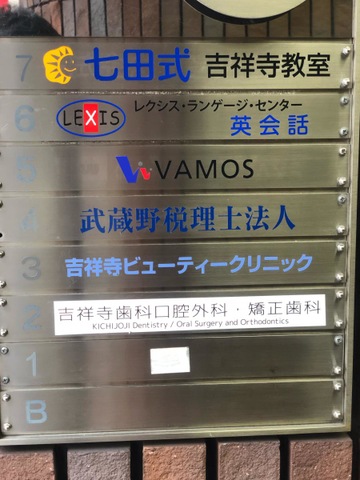 7 七田式 吉祥寺教室
6 LEXIS レクシス・ランゲージ・センター
英会話
5 VAMOS
4 武蔵野税理士法人
3 吉祥寺ビューティークリニック
2 吉祥寺歯科口腔外科・矯正歯科
KICHIJOJI Dentistry / Oral Surgery and Orthodontics
1
B